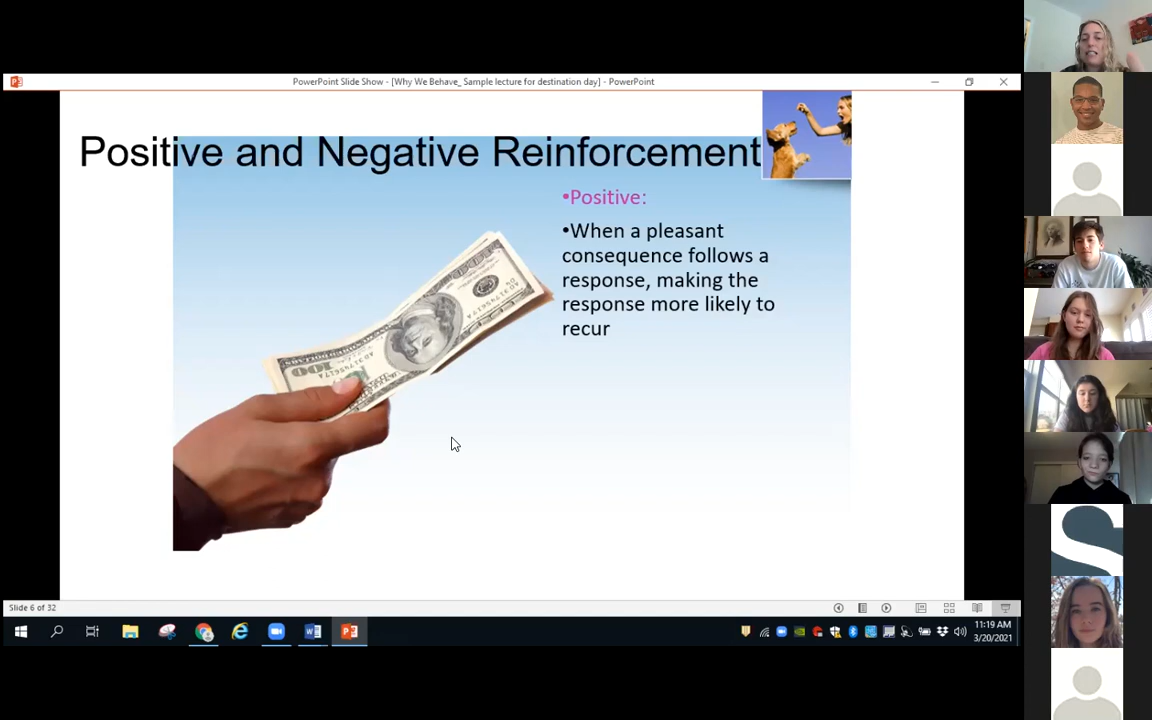 PowerPoint Slide Show - [Why We Behave_ Sample lecture for destination day] - PowerPoint
Positive and Negative Reinforcement
•Positive:
•When a pleasant
consequence follows a
response, making the
response more likely to
recur
100
S
Slide 6 of 32
11:19 AM
3/20/2021